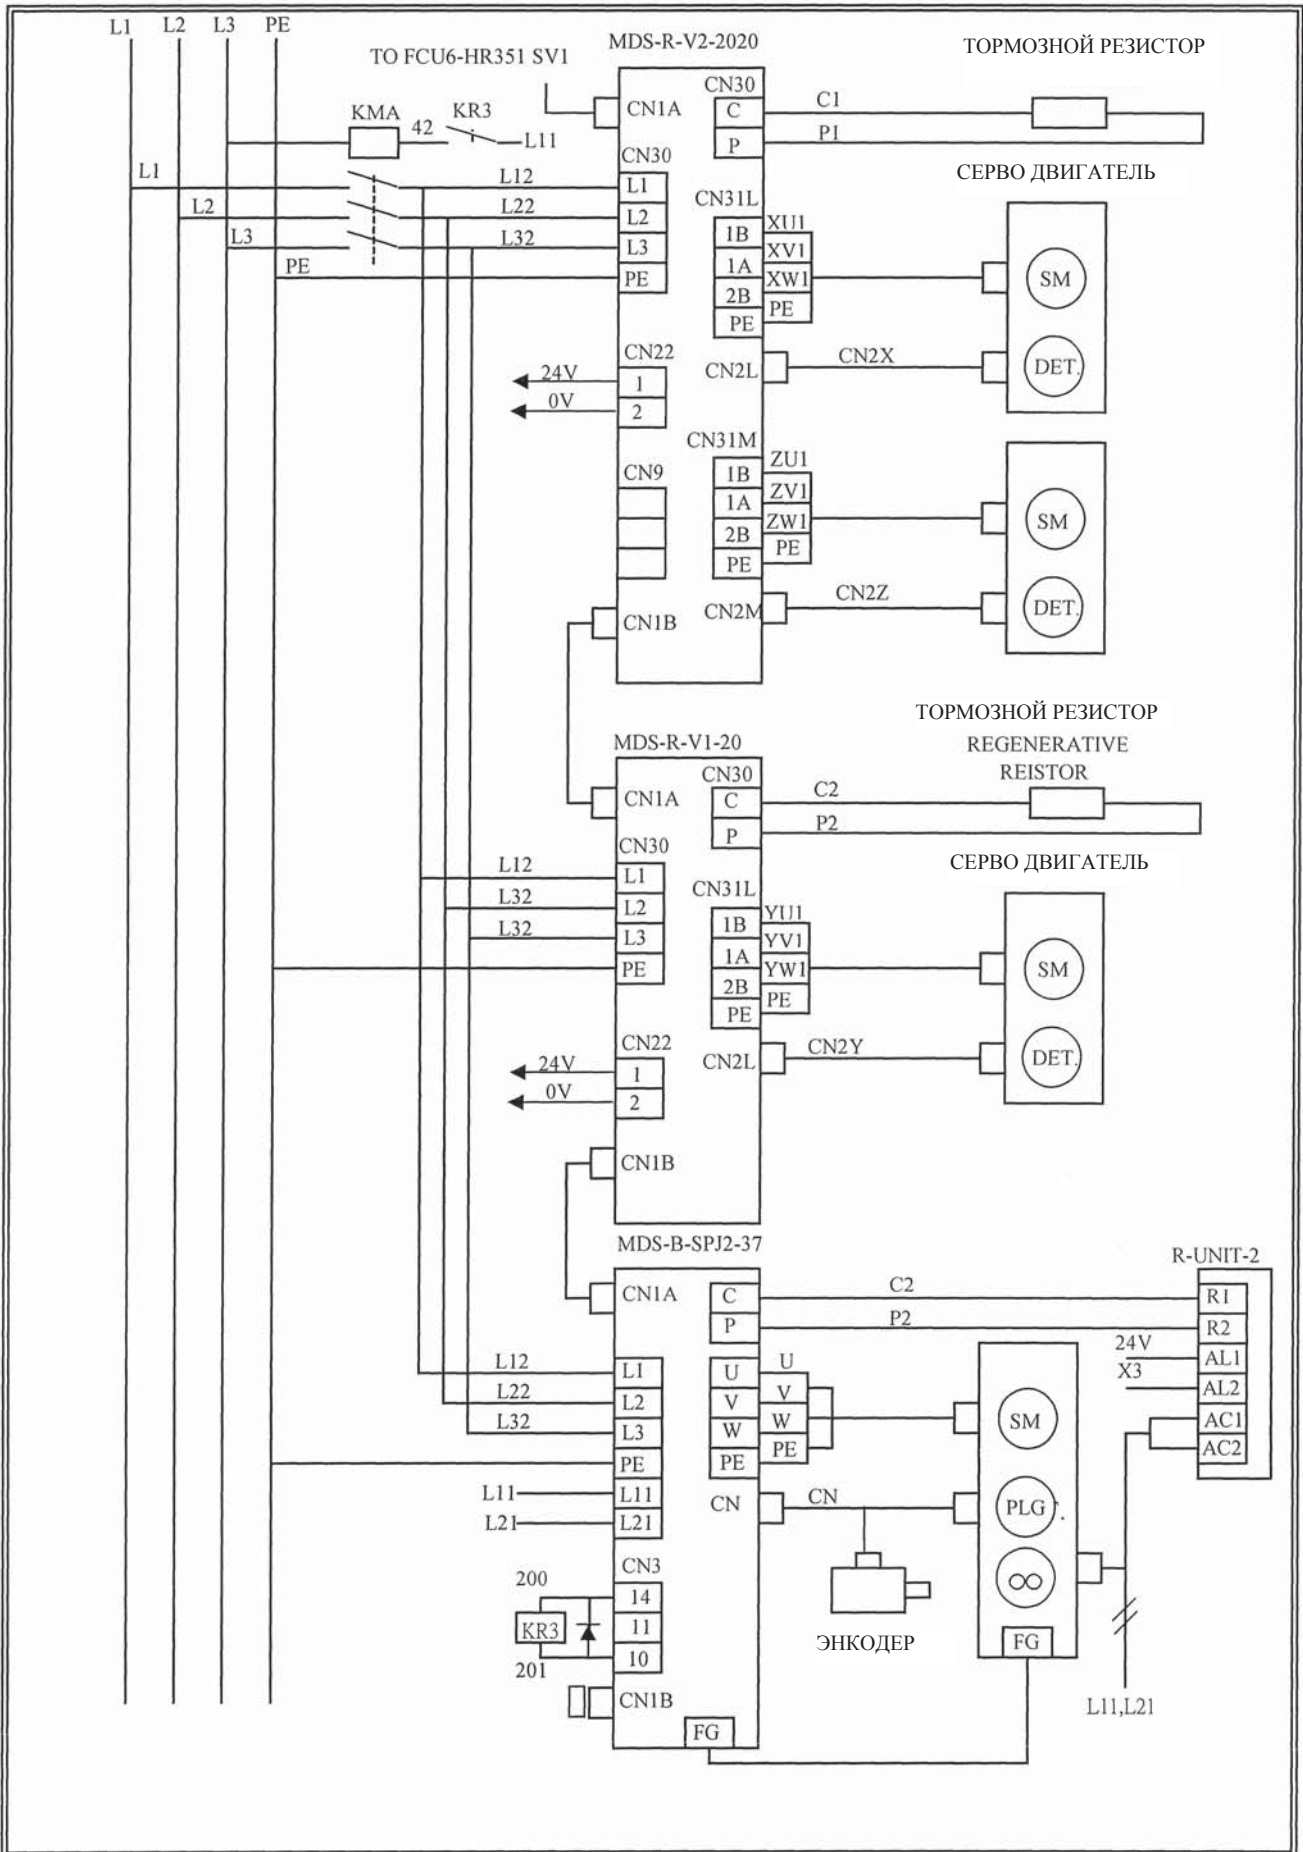 L1 L2 L3 PE
MDS-R-V2-2020
ТОРМОЗНОЙ РЕЗИСТОР
TO FCU6-HR351 SV1
CN30
CN1A
C
C1
KMA
42
KR3
L11
P
P1
CN30
СЕРВО ДВИГАТЕЛЬ
L1
L12
L1
CN31L
L2
L22
L2
1B
XU1
L3
L32
L3
1A
XV1
PE
PE
2B
XW1
PE
PE
SM
CN22
CN2L
CN2X
DET.
24V
1
0V
2
CN31M
CN9
1B
ZU1
1A
ZV1
2B
ZW1
PE
PE
SM
CN1B
CN2M
CN2Z
DET.
ТОРМОЗНОЙ РЕЗИСТОР
MDS-R-V1-20
REGENERATIVE
REISTOR
CN30
CN1A
C
C2
P
P2
CN30
СЕРВО ДВИГАТЕЛЬ
L12
L1
CN31L
L32
L2
1B
YU1
L32
L3
1A
YV1
PE
2B
YW1
PE
PE
SM
CN22
CN2L
CN2Y
DET.
24V
1
0V
2
CN1B
MDS-B-SPJ2-37
R-UNIT-2
CN1A
C
C2
R1
P
P2
R2
24V
AL1
L12
L1
U
U
X3
AL2
L22
L2
V
V
AC1
L32
L3
W
W
SM
AC2
PE
PE
PE
L11
L11
CN
CN
PLG
L21
L21
CN3
200
14
KR3
11
201
10
ЭНКОДЕР
FG
CN1B
FG
L11,L21